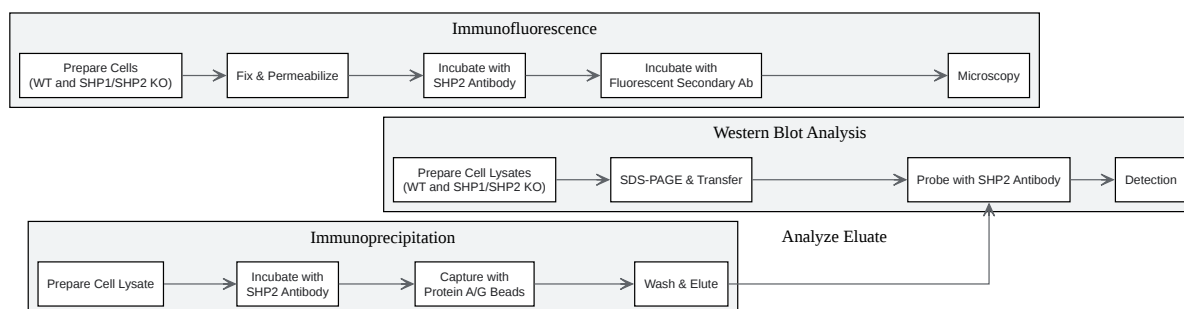 Immunofluorescence
Prepare Cells
(WT and SHP1/SHP2 KO)
Fix & Permeabilize
Incubate with
SHP2 Antibody
Incubate with
Fluorescent Secondary Ab
Microscopy
Western Blot Analysis
Prepare Cell Lysates
(WT and SHP1/SHP2 KO)
SDS-PAGE & Transfer
Probe with SHP2 Antibody
Detection
Immunoprecipitation
Analyze Eluate
Prepare Cell Lysate
Incubate with
SHP2 Antibody
Capture with
Protein A/G Beads
Wash & Elute